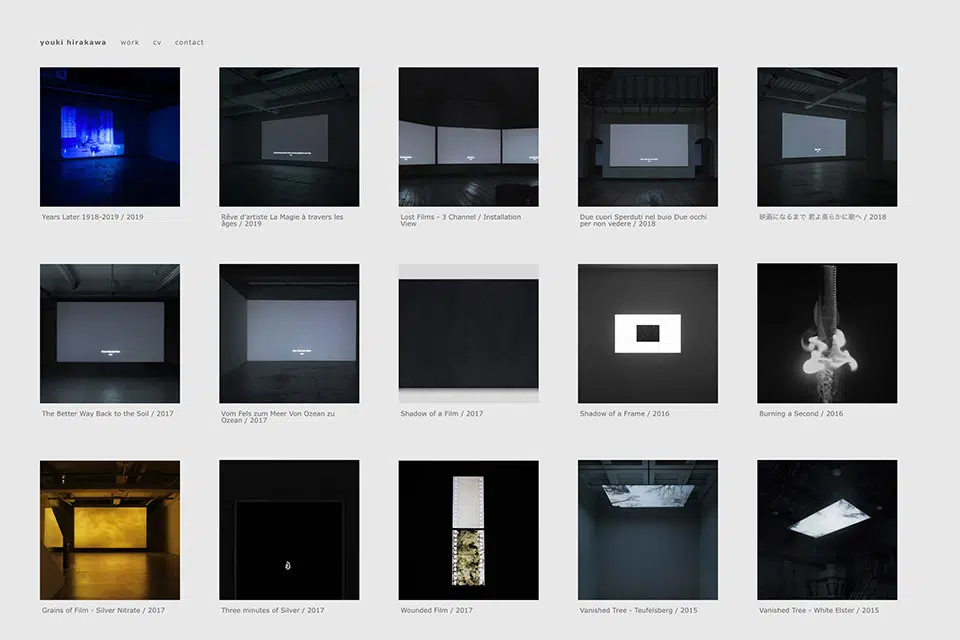 youki hirakawa work cv contact
Years Later 1918-2019 / 2019
Rêve d'artiste La Magie à travers les
âges / 2019
Lost Films - 3 Channel / Installation
View
Due cuori Sperduti nel buio Due occhi
per non vedere / 2018
映画になるまで 君よ高らかに歌へ / 2018
The Better Way Back to the Soil / 2017
Vom Fels zum Meer Von Ozean zu
Ozean / 2017
Shadow of a Film / 2017
Shadow of a Frame / 2016
Burning a Second / 2016
Grains of Film - Silver Nitrate / 2017
Three minutes of Silver / 2017
Wounded Film / 2017
Vanished Tree - Teufelsberg / 2015
Vanished Tree - White Elster / 2015